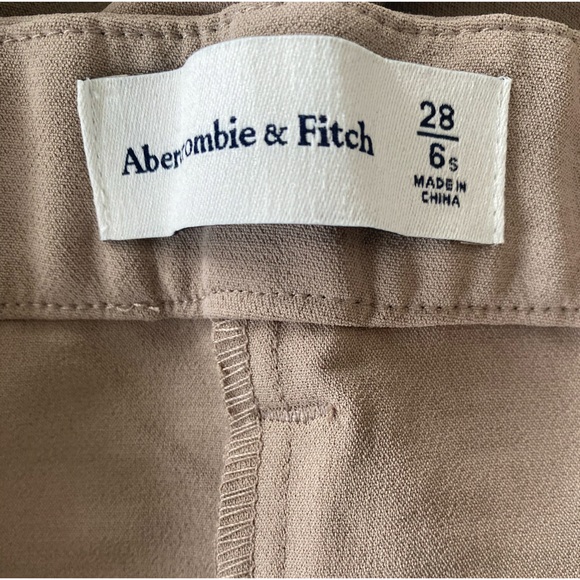 Abercrombie & Fitch
28
6s
MADE IN
CHINA